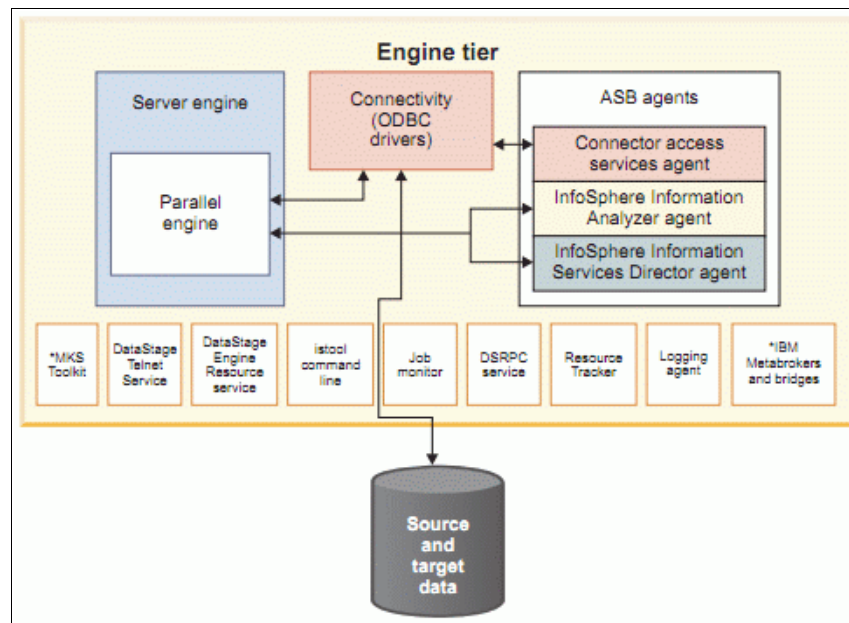 Engine tier
Server engine
Parallel
engine
Connectivity
(ODBC
drivers)
ASB agents
Connector access
services agent
InfoSphere Information
Analyzer agent
InfoSphere Information
Services Director agent
*MKS
Toolkit
DataStage
Telnet
Service
DataStage
Engine
Resource
service
istool
command
line
Job
monitor
DSRPC
service
Resource
Tracker
Logging
agent
*IBM
Metabrokers
and bridges
Source
and
target
data